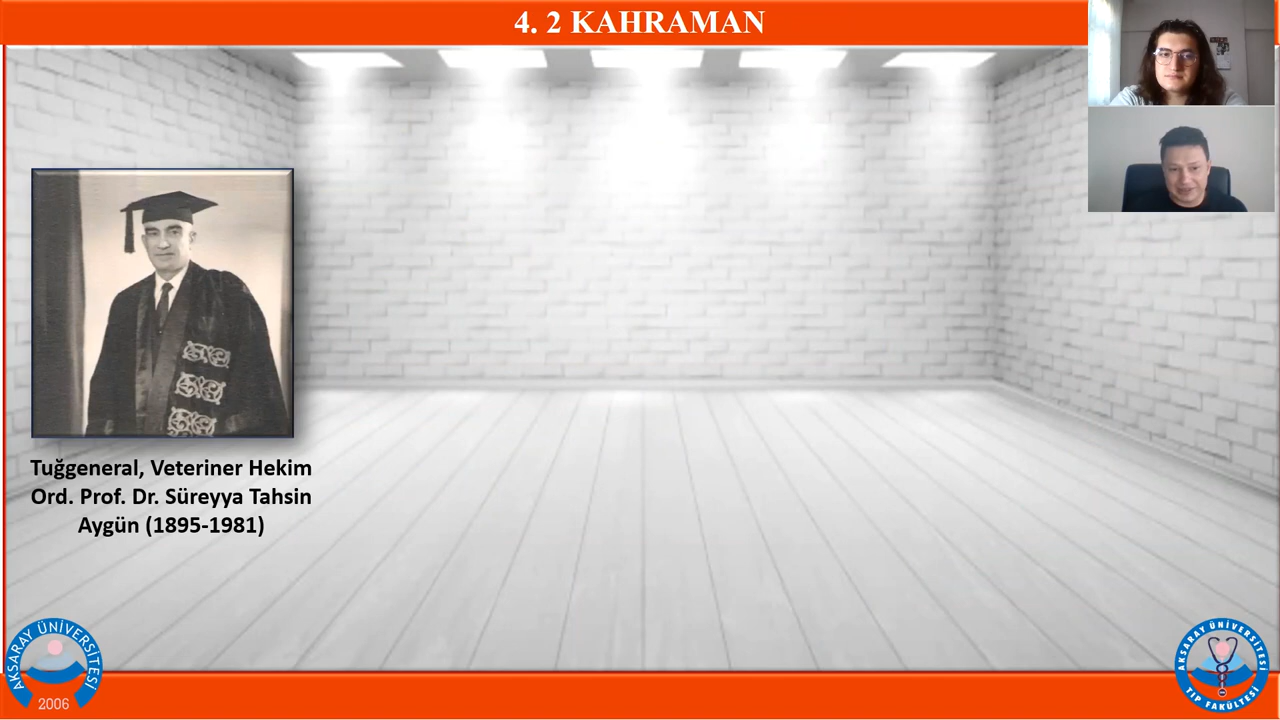 4. 2 KAHRAMAN
Tuğgeneral, Veteriner Hekim
Ord. Prof. Dr. Süreyya Tahsin
Aygün (1895-1981)
AKSARAY ÜNİVERSİTESİ
2006
AKSARAY ÜNİVERSİTESİ
TIP FAKÜLTESİ